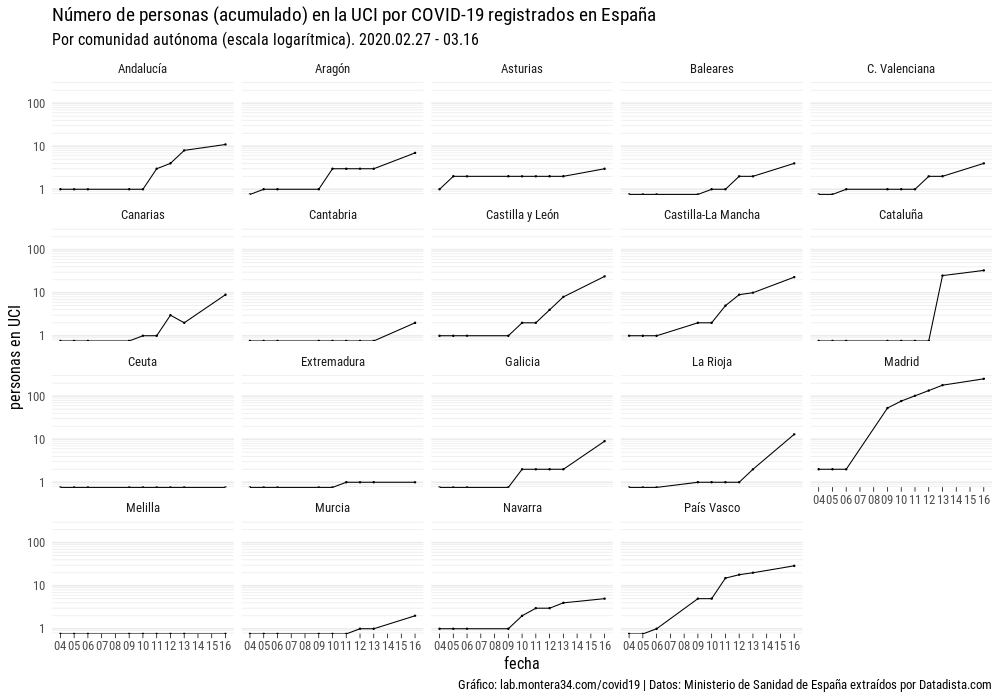 Número de personas (acumulado) en la UCI por COVID-19 registrados en España
Por comunidad autónoma (escala logarítmica). 2020.02.27 - 03.16
Andalucía Aragón Asturias Baleares C. Valenciana
100
10
1
Canarias Cantabria Castilla y León Castilla-La Mancha Cataluña
100
10
1
Ceuta Extremadura Galicia La Rioja Madrid
100
10
1
04 05 06 07 08 09 10 11 12 13 14 15 16
Melilla Murcia Navarra País Vasco
100
10
1
04 05 06 07 08 09 10 11 12 13 14 15 16 04 05 06 07 08 09 10 11 12 13 14 15 16 04 05 06 07 08 09 10 11 12 13 14 15 16 04 05 06 07 08 09 10 11 12 13 14 15 16
personas en UCI
fecha
Gráfico: lab.montera34.com/covid19 | Datos: Ministerio de Sanidad de España extraídos por Datadista.com